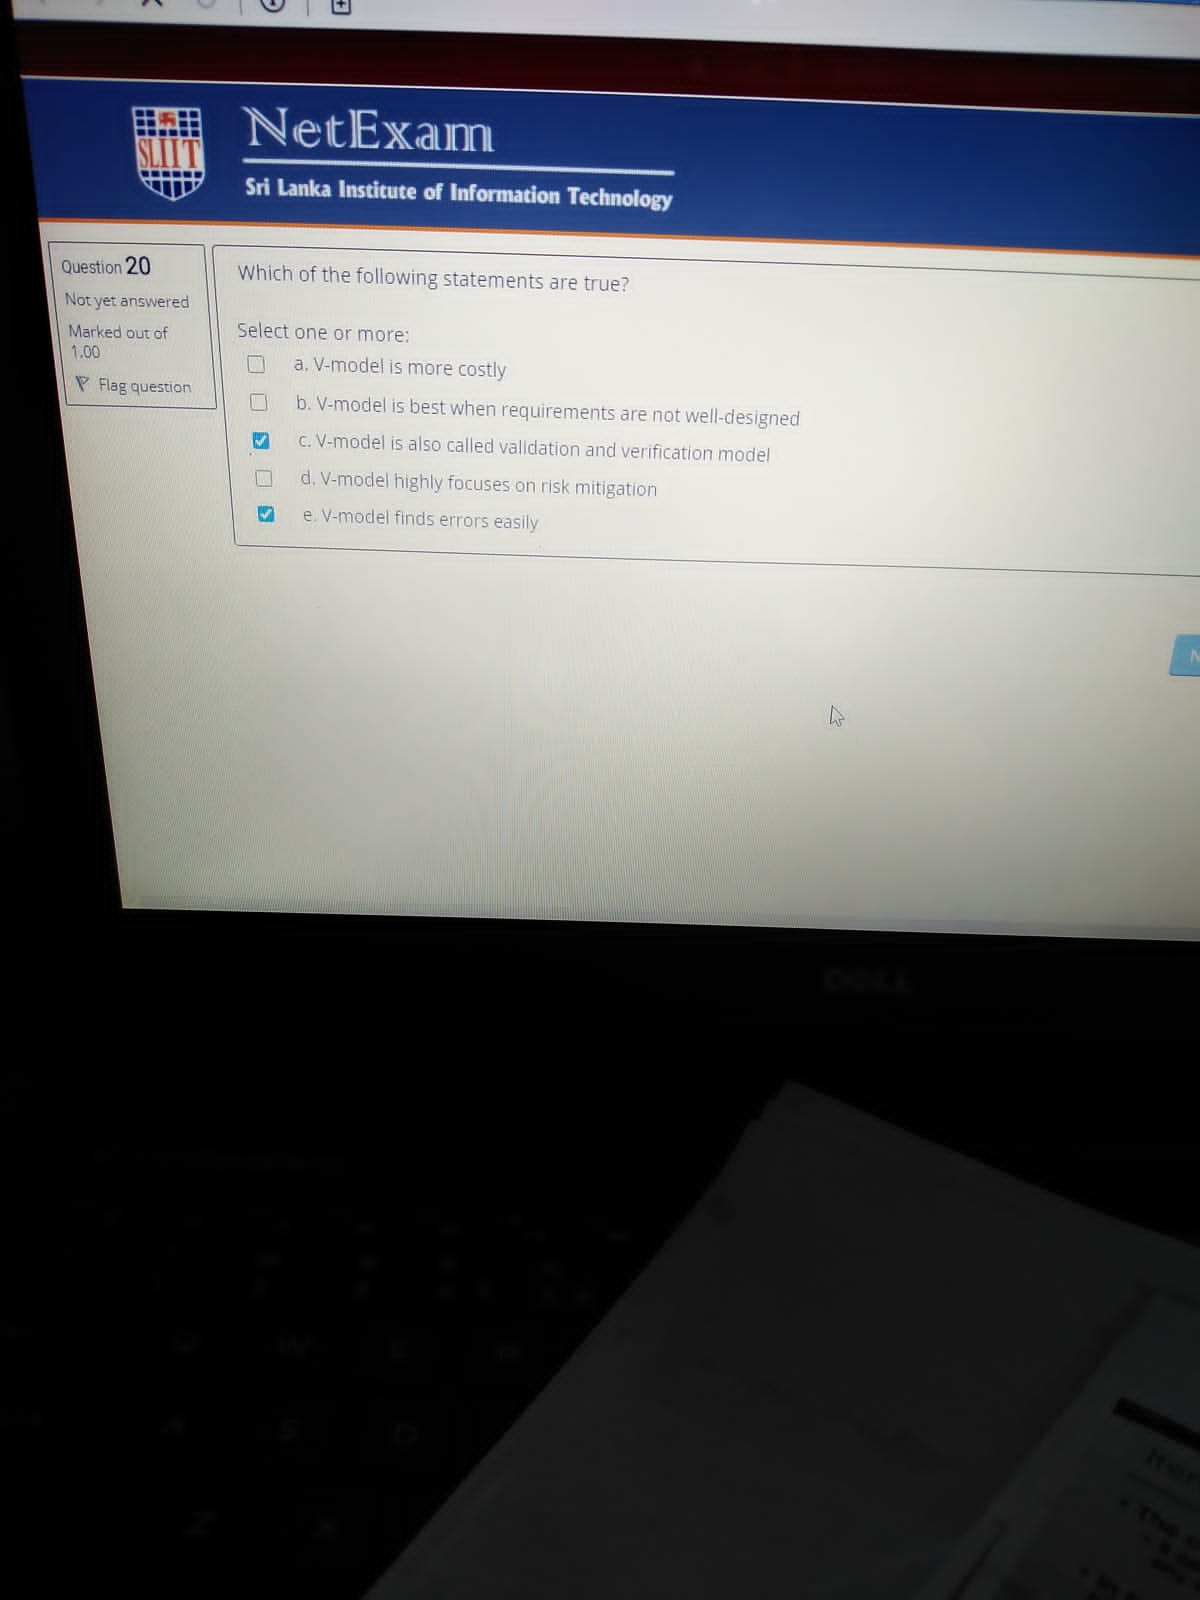 SLIIT
NetExam
Sri Lanka Institute of Information Technology
Question 20
Not yet answered
Marked out of
1.00
Flag question
Which of the following statements are true?
Select one or more:
a. V-model is more costly
b. V-model is best when requirements are not well-designed
c. V-model is also called validation and verification model
d. V-model highly focuses on risk mitigation
e. V-model finds errors easily
N
DELL
W E R
A S D
Z X